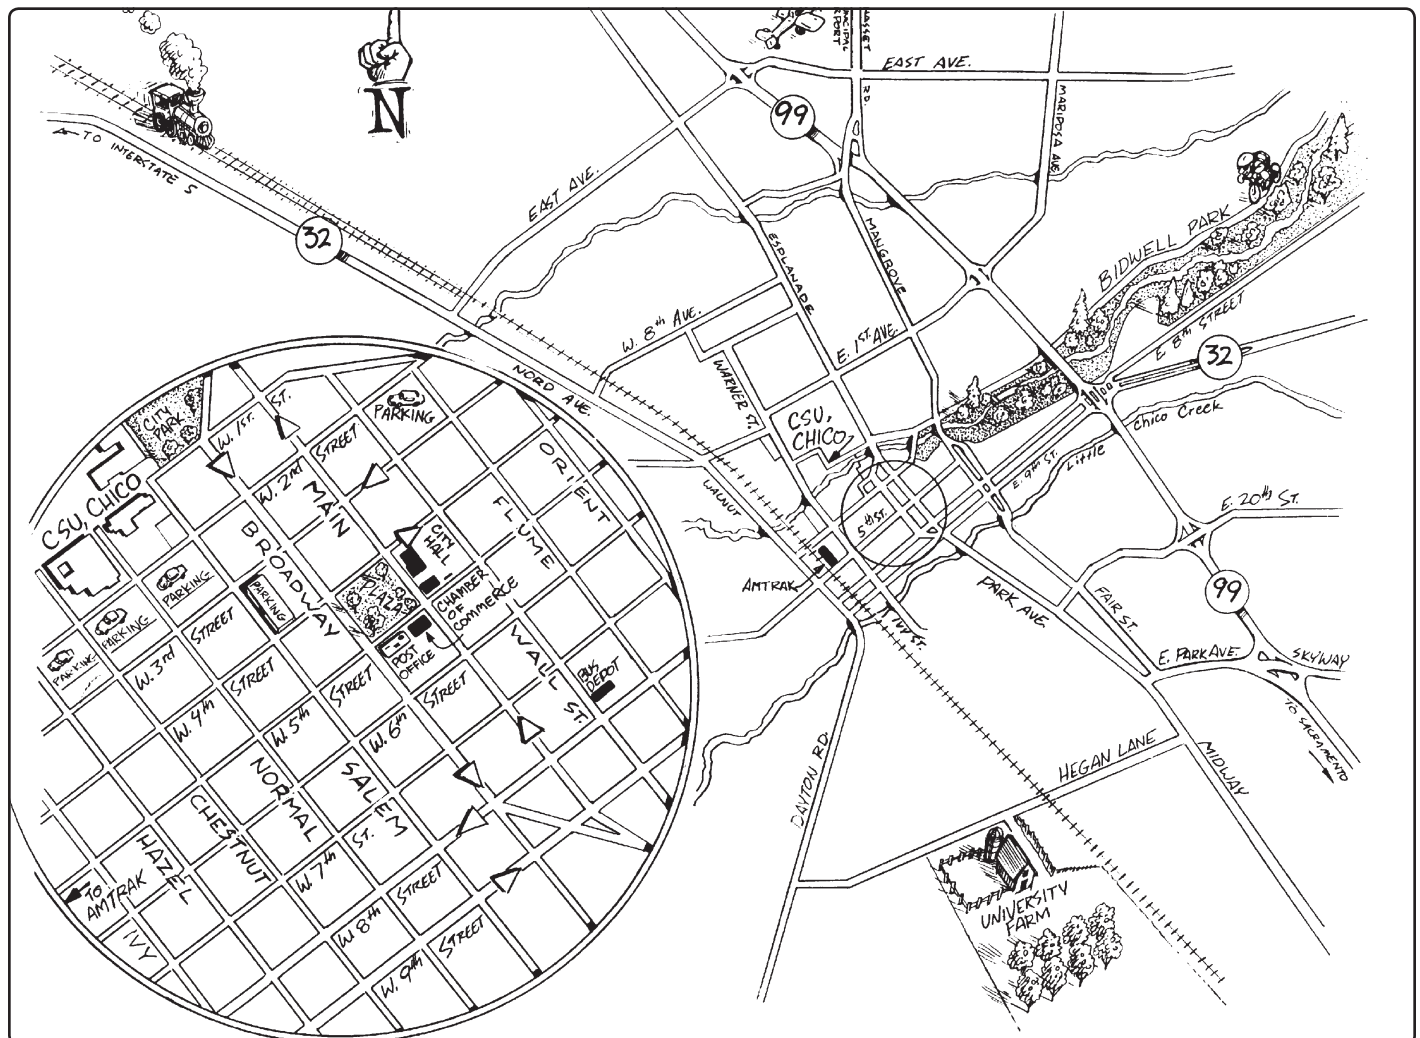 N
← TO INTERSTATE 5
32
EAST AVE.
99
EAST AVE.
RD.
MARIPOSA AVE
BIDWELL PARK
E 8th STREET
32
MANGROVE
ESPLANADE
W. 8th AVE.
E. 1ST. AVE.
WARNER ST.
NORD AVE.
CSU,
CHICO
WALNUT
5th ST.
E. 9th ST.
Little
Chico Creek
E. 20th ST.
99
AMTRAK
IVY ST.
PARK AVE.
FAIR ST.
E. PARK AVE.
SKYWAY
TO SACRAMENTO
DAYTON RD.
HEGAN LANE
MIDWAY
UNIVERSITY
FARM
CITY
PARK
W. 1ST ST.
PARKING
W. 2nd STREET
MAIN
ORIENT
FLUME
CSU, CHICO
BROADWAY
CITY
HALL
PARKING
PARKING
PARKING
PARKING
PLAZA
CHAMBER
OF
COMMERCE
POST
OFFICE
WALL ST.
BUS
DEPOT
W. 3rd STREET
W. 4th STREET
W. 5th STREET
W. 6th STREET
NORMAL
SALEM ST.
CHESTNUT
HAZEL
W. 7th
W. 8th STREET
W. 9th STREET
TO
AMTRAK
IVY